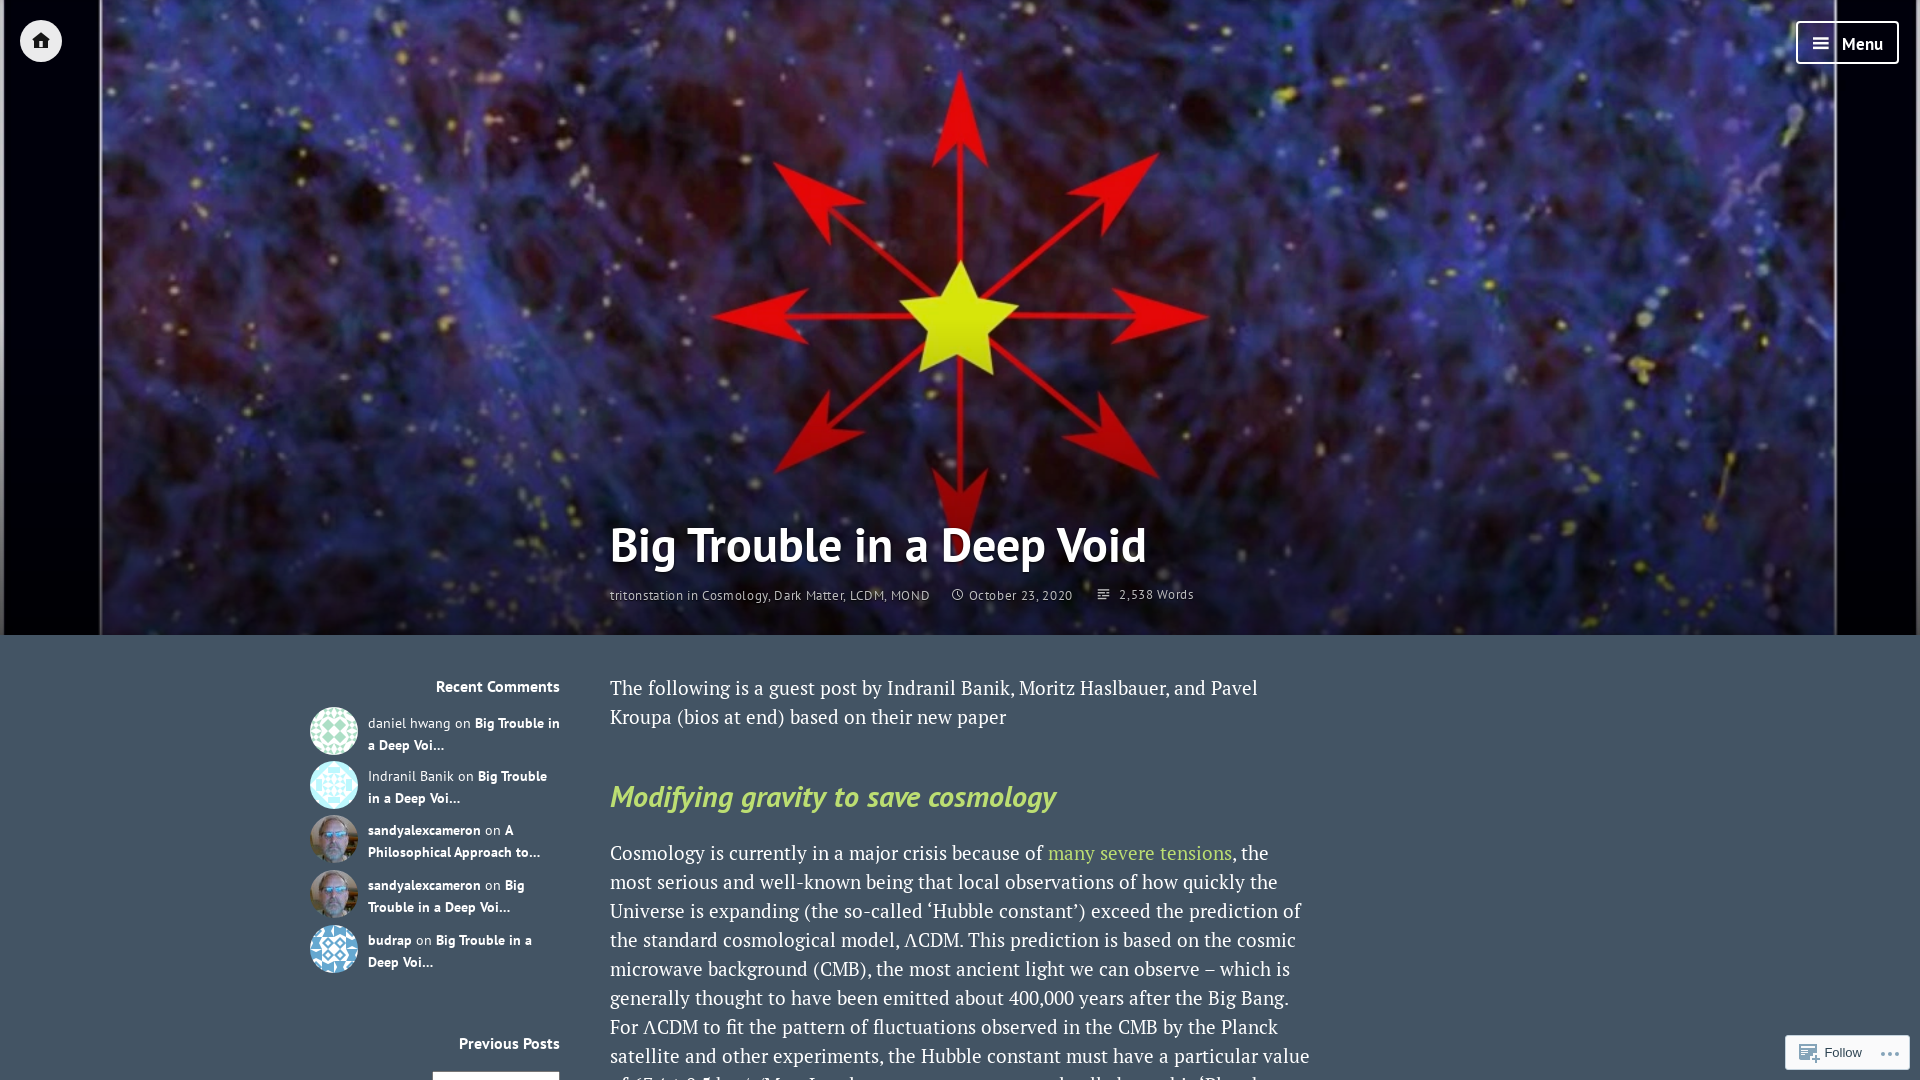 Menu
Big Trouble in a Deep Void
tritonstation in Cosmology, Dark Matter, LCDM, MOND October 23, 2020 2,538 Words
Recent Comments
daniel hwang on Big Trouble in
a Deep Voi…
Indranil Banik on Big Trouble
in a Deep Voi…
sandyalexcameron on A
Philosophical Approach to…
sandyalexcameron on Big
Trouble in a Deep Voi…
budrap on Big Trouble in a
Deep Voi…
Previous Posts
The following is a guest post by Indranil Banik, Moritz Haslbauer, and Pavel
Kroupa (bios at end) based on their new paper
Modifying gravity to save cosmology
Cosmology is currently in a major crisis because of many severe tensions, the
most serious and well-known being that local observations of how quickly the
Universe is expanding (the so-called ‘Hubble constant’) exceed the prediction of
the standard cosmological model, ΛCDM. This prediction is based on the cosmic
microwave background (CMB), the most ancient light we can observe – which is
generally thought to have been emitted about 400,000 years after the Big Bang.
For ΛCDM to fit the pattern of fluctuations observed in the CMB by the Planck
satellite and other experiments, the Hubble constant must have a particular value
Follow